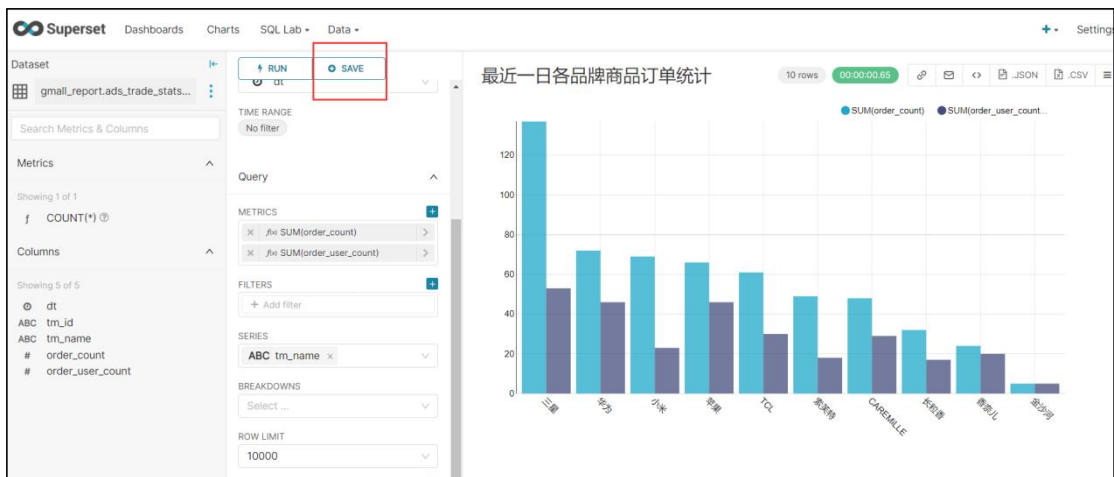 Superset Dashboards Charts SQL Lab Data + Settings
Dataset
gmall_report.ads_trade_stats...
Search Metrics & Columns
Metrics
Showing 1 of 1
f COUNT(*)
Columns
Showing 5 of 5
dt
ABC tm_id
ABC tm_name
# order_count
# order_user_count
RUN SAVE
dt
TIME RANGE
No filter
Query
METRICS
f(x) SUM(order_count)
f(x) SUM(order_user_count)
FILTERS
+ Add filter
SERIES
ABC tm_name ×
BREAKDOWNS
Select ...
ROW LIMIT
10000
最近一日各品牌商品订单统计
10 rows 00:00:00.65 .JSON .CSV
SUM(order_count) SUM(order_user_count...
120
100
80
60
40
20
0
三星 华为 小米 苹果 TCL 索芙特 CAREMILLE 长粒香 香奈儿 金沙河